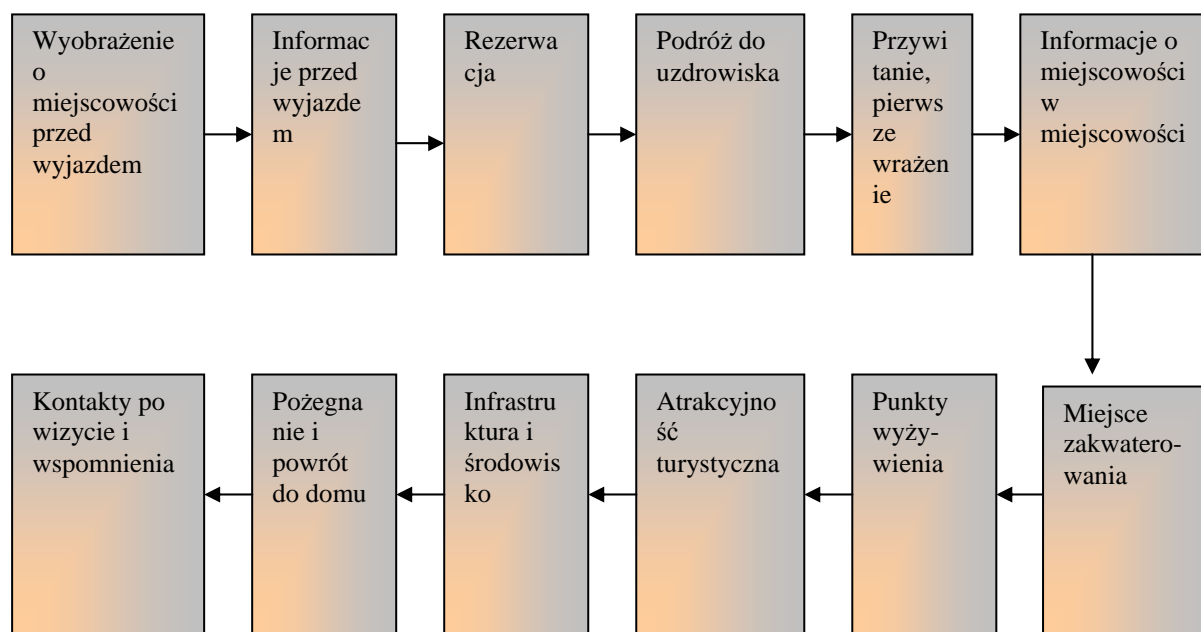 Wyobrażenie
o
miejscowości
przed
wyjazdem
Informac
je przed
wyjazde
m
Rezerwa
cja
Podróż do
uzdrowiska
Przywi
tanie,
pierws
ze
wrażen
ie
Informacje o
miejscowości
w
miejscowości
Kontakty po
wizycie i
wspomnienia
Pożegna
nie i
powrót
do domu
Infrastru
ktura i
środowis
ko
Atrakcyjno
ść
turystyczna
Punkty
wyży-
wienia
Miejsce
zakwatero-
wania